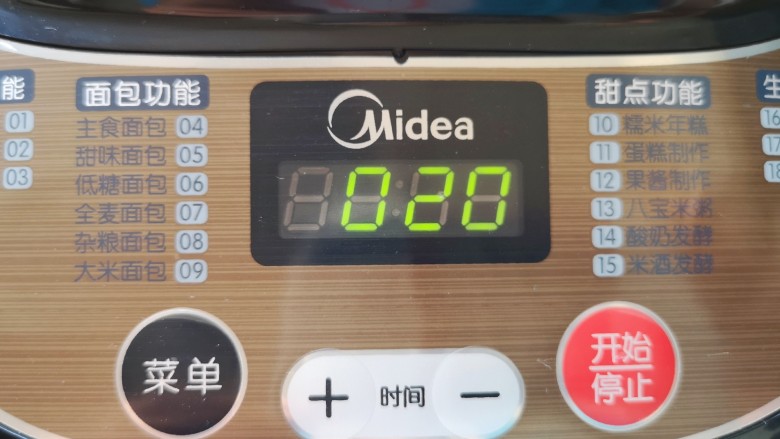 能
01
02
03
面包功能
主食面包 04
甜味面包 05
低糖面包 06
全麦面包 07
杂粮面包 08
大米面包 09
Midea
020
甜点功能
10 糯米年糕
11 蛋糕制作
12 果酱制作
13 八宝米粥
14 酸奶发酵
15 米酒发酵
生
16
17
18
菜单
+ 时间 −
开始
停止